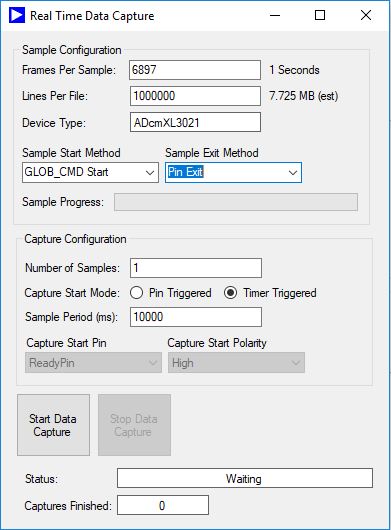 Real Time Data Capture
Sample Configuration
Frames Per Sample: 6897 1 Seconds
Lines Per File: 1000000 7.725 MB (est)
Device Type: ADcmXL3021
Sample Start Method Sample Exit Method
GLOB_CMD Start Pin Exit
Sample Progress:
Capture Configuration
Number of Samples: 1
Capture Start Mode: Pin Triggered Timer Triggered
Sample Period (ms): 10000
Capture Start Pin Capture Start Polarity
ReadyPin High
Start Data Stop Data
Capture Capture
Status: Waiting
Captures Finished: 0